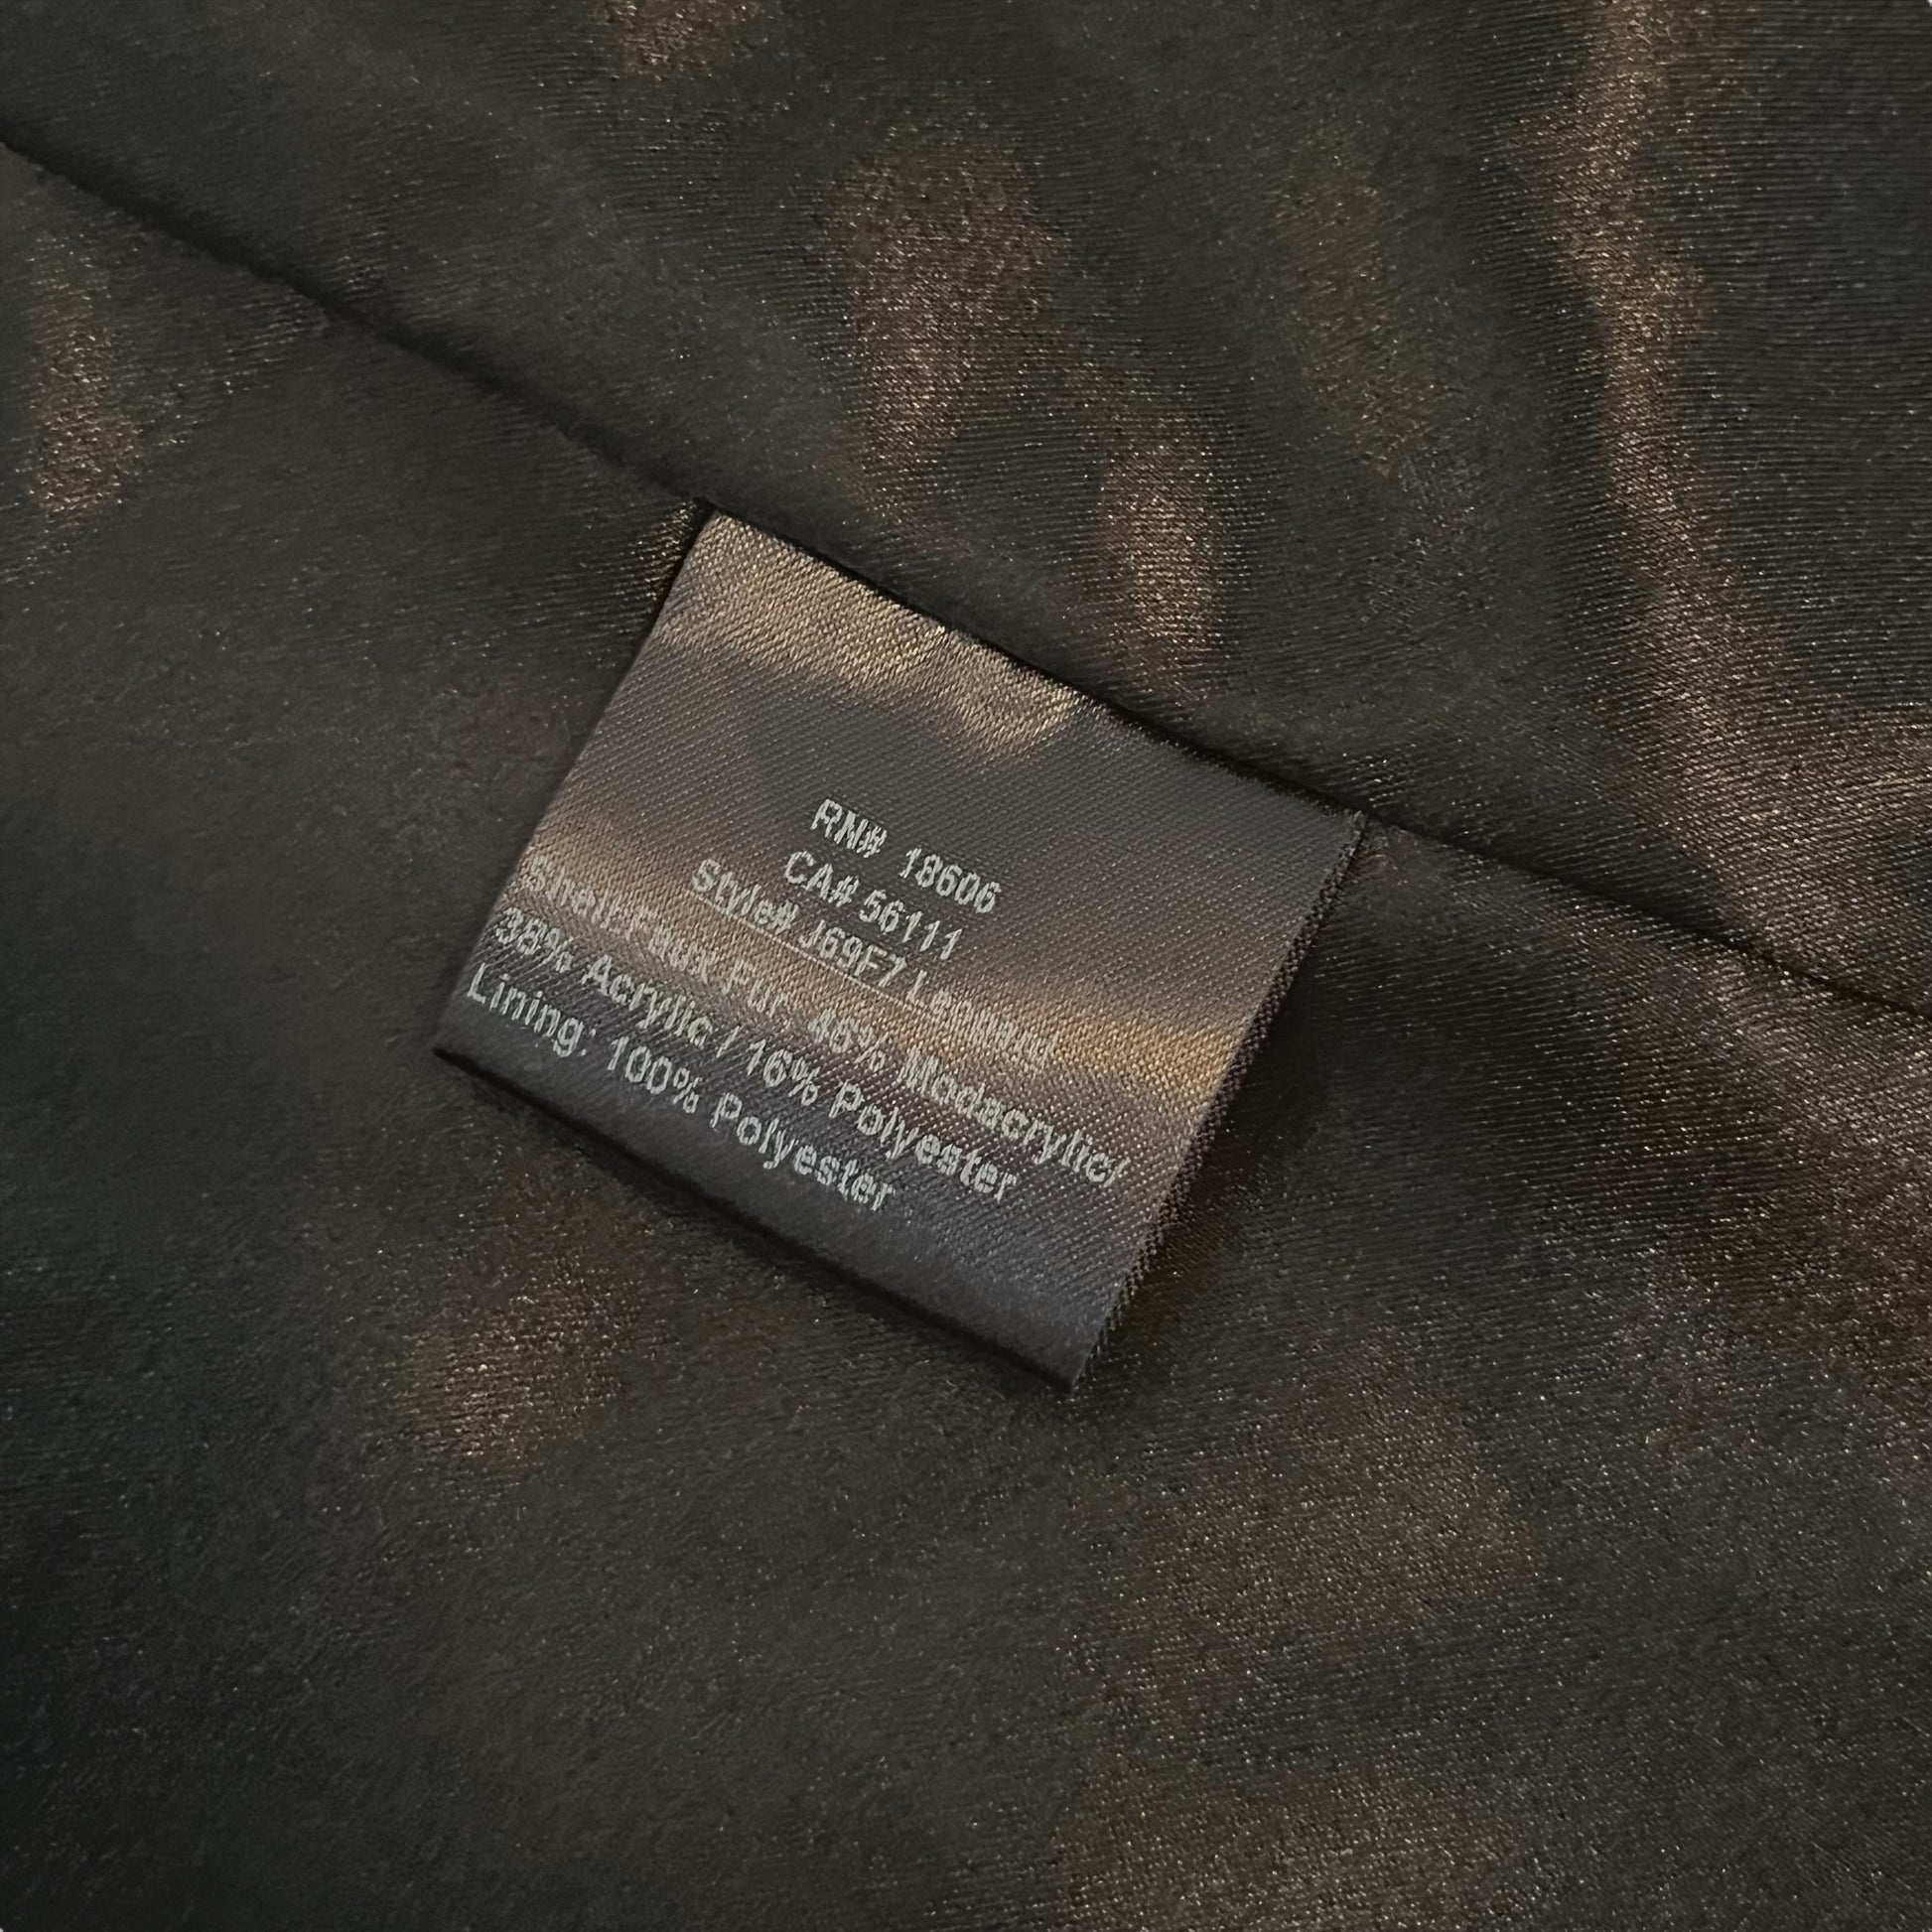 RN# 18606
CA# 56111
Style# J69F7 Leopard
Shell:Faux Fur, 46% Modacrylic/
38% Acrylic / 16% Polyester
Lining: 100% Polyester